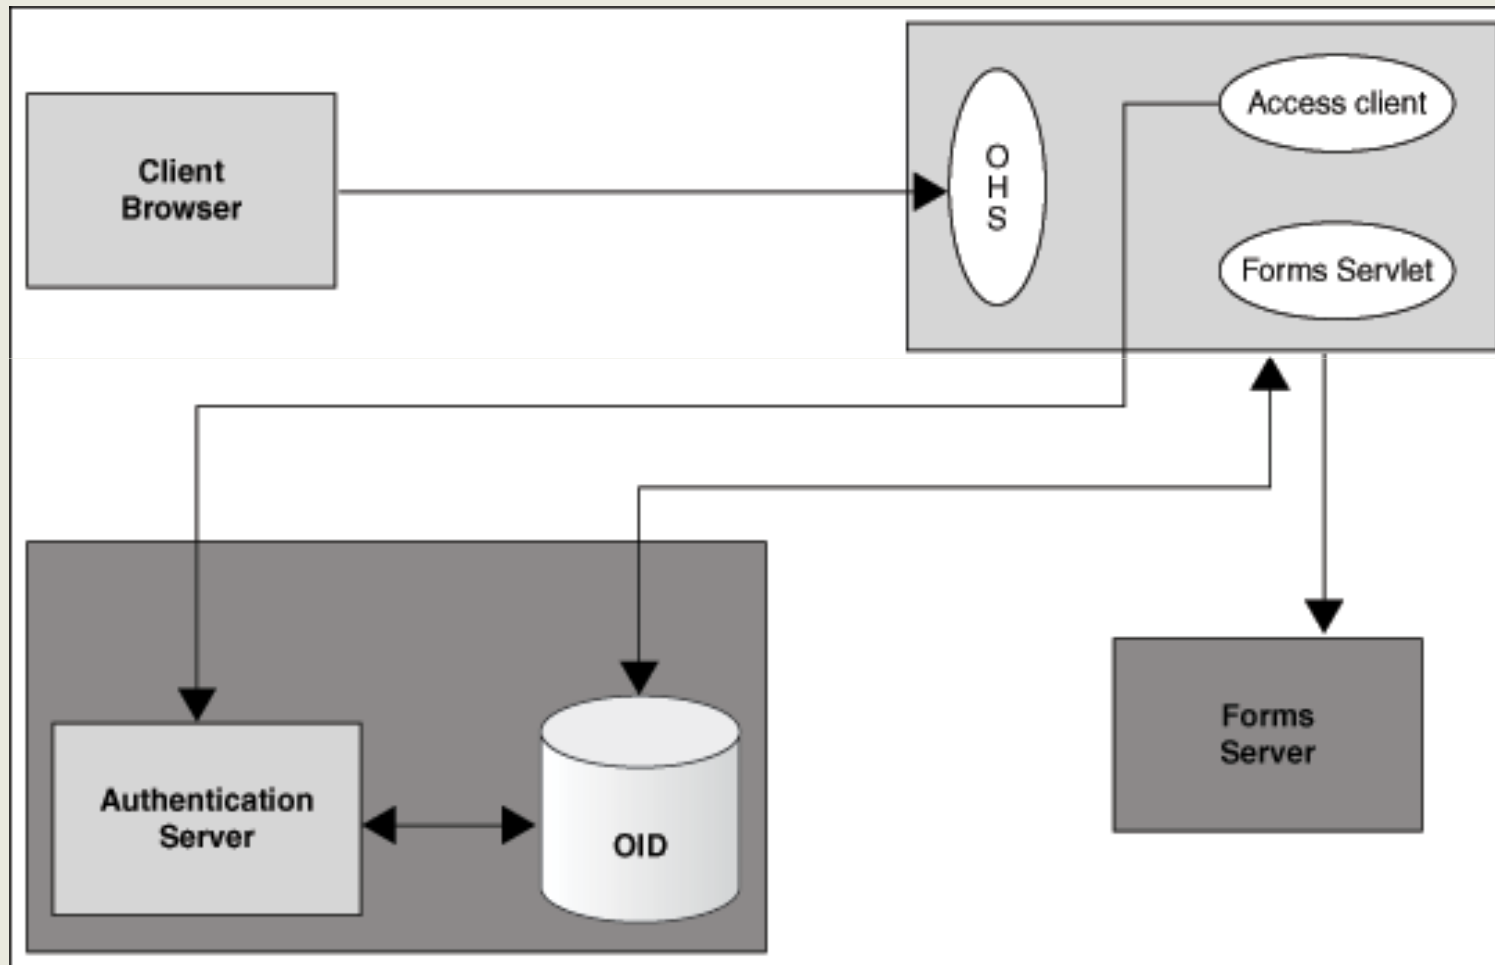 Client
Browser
O
H
S
Access client
Forms Servlet
Authentication
Server
OID
Forms
Server